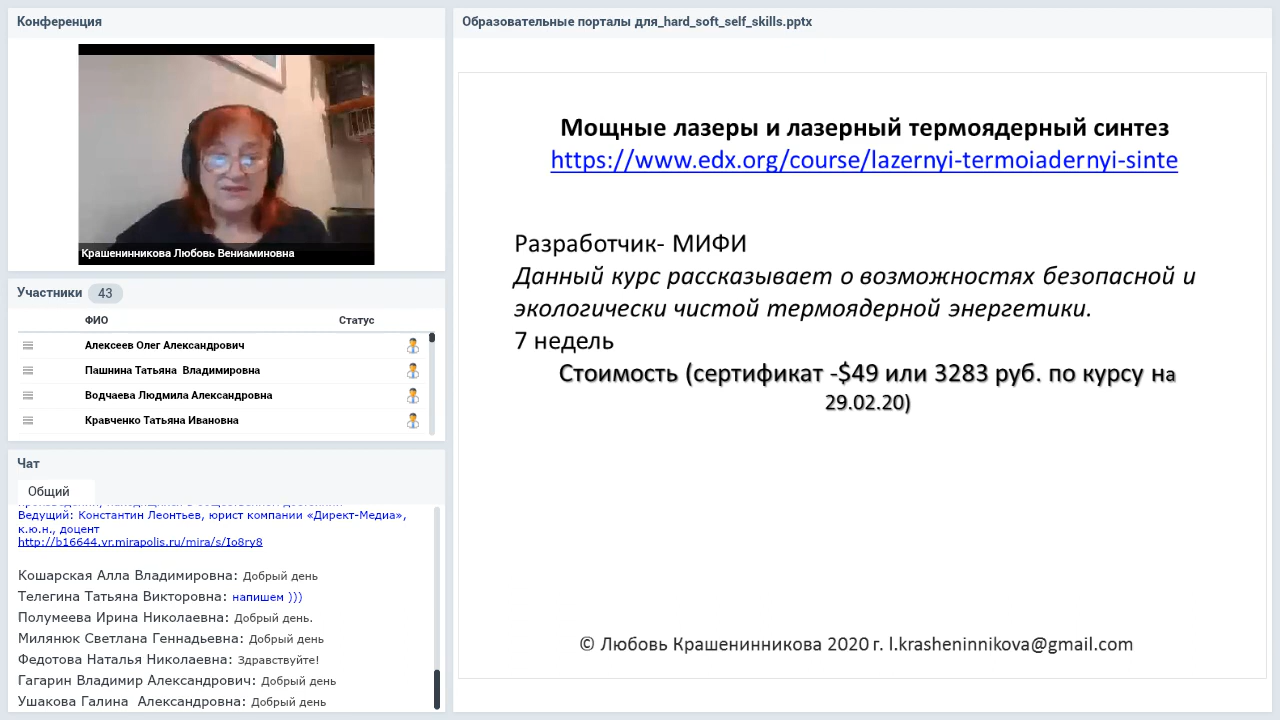 Конференция
Крашенинникова Любовь Вениаминовна
Участники 43
ФИО Статус
Алексеев Олег Александрович
Пашнина Татьяна Владимировна
Водчаева Людмила Александровна
Кравченко Татьяна Ивановна
Чат
Общий
Ведущий: Константин Леонтьев, юрист компании «Директ-Медиа»,
к.ю.н., доцент
http://b16644.vr.mirapolis.ru/mira/s/Io8ry8
Кошарская Алла Владимировна: Добрый день
Телегина Татьяна Викторовна: напишем )))
Полумеева Ирина Николаевна: Добрый день.
Милянюк Светлана Геннадьевна: Добрый день
Федотова Наталья Николаевна: Здравствуйте!
Гагарин Владимир Александрович: Добрый день
Ушакова Галина Александровна: Добрый день
Образовательные порталы для_hard_soft_self_skills.pptx
Мощные лазеры и лазерный термоядерный синтез
https://www.edx.org/course/lazernyi-termoiadernyi-sinte
Разработчик- МИФИ
Данный курс рассказывает о возможностях безопасной и
экологически чистой термоядерной энергетики.
7 недель
Стоимость (сертификат -$49 или 3283 руб. по курсу на
29.02.20)
© Любовь Крашенинникова 2020 г. l.krasheninnikova@gmail.com